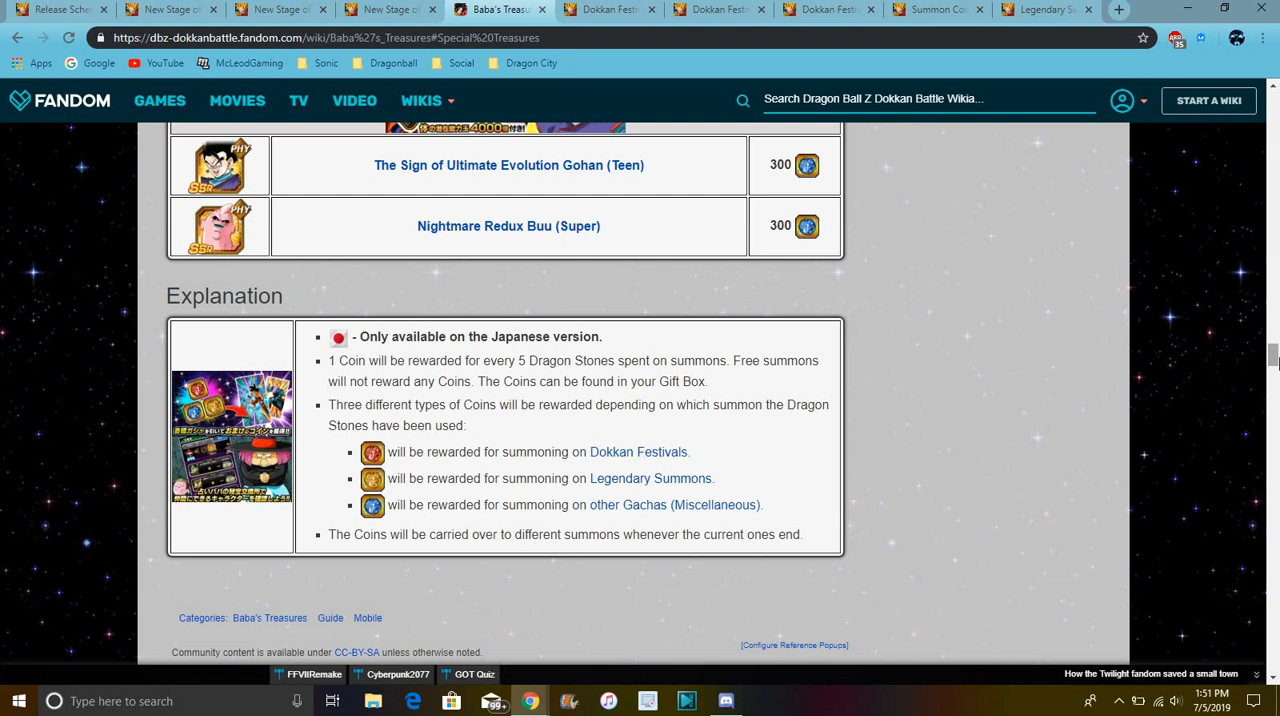 Release Sche
New Stage of
New Stage of
New Stage of
Baba's Treasu
Dokkan Festi
Dokkan Festi
Dokkan Festi
Summon Co
Legendary Su
https://dbz-dokkanbattle.fandom.com/wiki/Baba%27s_Treasures#Special%20Treasures
35
Apps Google YouTube McLeodGaming Sonic Dragonball Social Dragon City
FANDOM GAMES MOVIES TV VIDEO WIKIS Search Dragon Ball Z Dokkan Battle Wikia... START A WIKI
PHY
SSR
The Sign of Ultimate Evolution Gohan (Teen)
300
PHY
SSR
Nightmare Redux Buu (Super)
300
Explanation
- Only available on the Japanese version.
1 Coin will be rewarded for every 5 Dragon Stones spent on summons. Free summons
will not reward any Coins. The Coins can be found in your Gift Box.
Three different types of Coins will be rewarded depending on which summon the Dragon
Stones have been used:
will be rewarded for summoning on Dokkan Festivals.
will be rewarded for summoning on Legendary Summons.
will be rewarded for summoning on other Gachas (Miscellaneous).
The Coins will be carried over to different summons whenever the current ones end.
Categories: Baba's Treasures Guide Mobile
[Configure Reference Popups]
Community content is available under CC-BY-SA unless otherwise noted.
FFVIIRemake Cyberpunk2077 GOT Quiz How the Twilight fandom saved a small town
Type here to search
99+
1:51 PM
7/5/2019